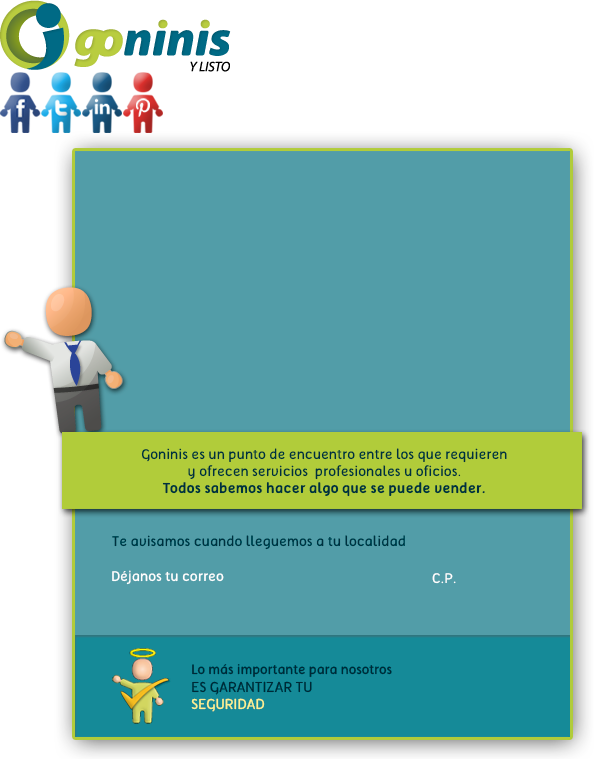 goninis
Y LISTO
f t in P
Goninis es un punto de encuentro entre los que requieren
y ofrecen servicios profesionales u oficios.
Todos sabemos hacer algo que se puede vender.
Te avisamos cuando lleguemos a tu localidad
Déjanos tu correo C.P.
Lo más importante para nosotros
ES GARANTIZAR TU
SEGURIDAD